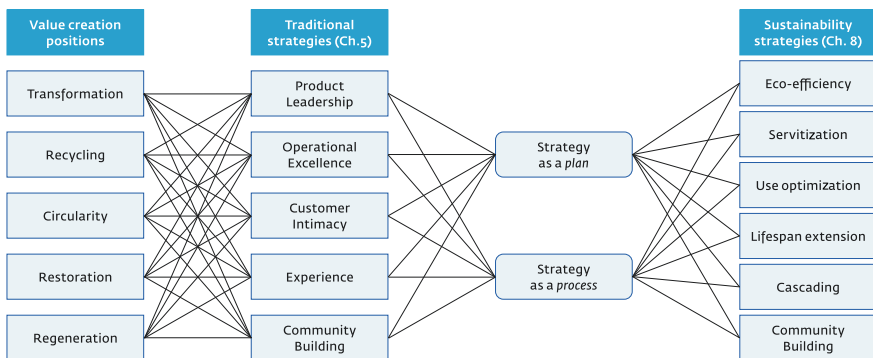 Value creation
positions
Traditional
strategies (Ch.5)
Sustainability
strategies (Ch. 8)
Transformation
Recycling
Circularity
Restoration
Regeneration
Product
Leadership
Operational
Excellence
Customer
Intimacy
Experience
Community
Building
Strategy
as a plan
Strategy
as a process
Eco-efficiency
Servitization
Use optimization
Lifespan extension
Cascading
Community
Building